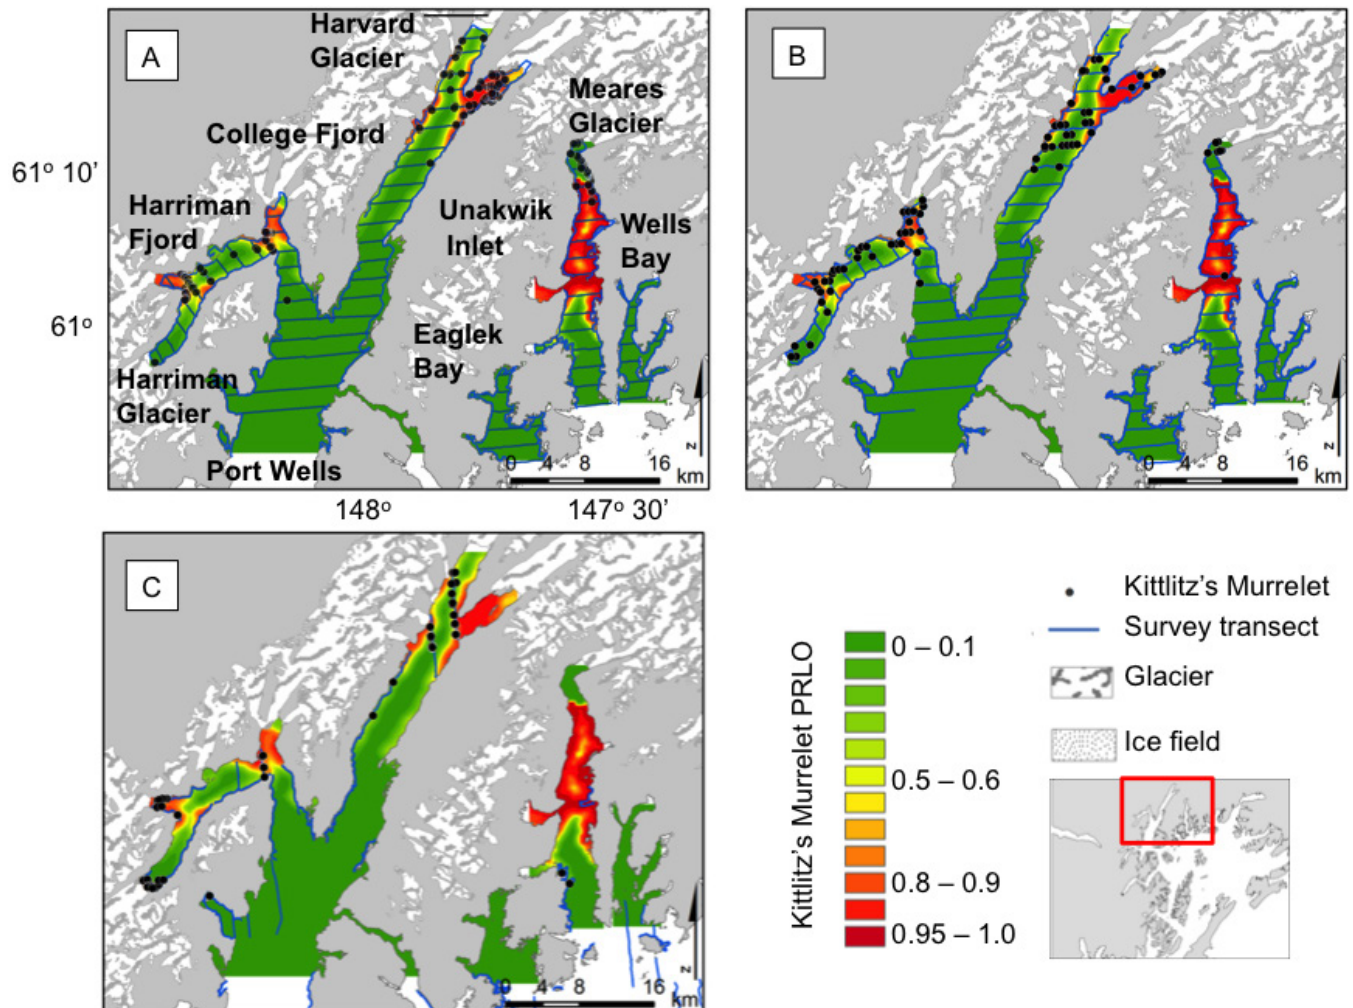 A
Harvard
Glacier
College Fjord
Meares
Glacier
61° 10'
Harriman
Fjord
Unakwik
Inlet
Wells
Bay
61°
Eaglek
Bay
Harriman
Glacier
Port Wells
0 4 8 16
km
z
148°
147° 30'
B
0 4 8 16
km
z
C
0 4 8 16
km
z
Kittlitz's Murrelet PRLO
0 – 0.1
0.5 – 0.6
0.8 – 0.9
0.95 – 1.0
Kittlitz's Murrelet
Survey transect
Glacier
Ice field